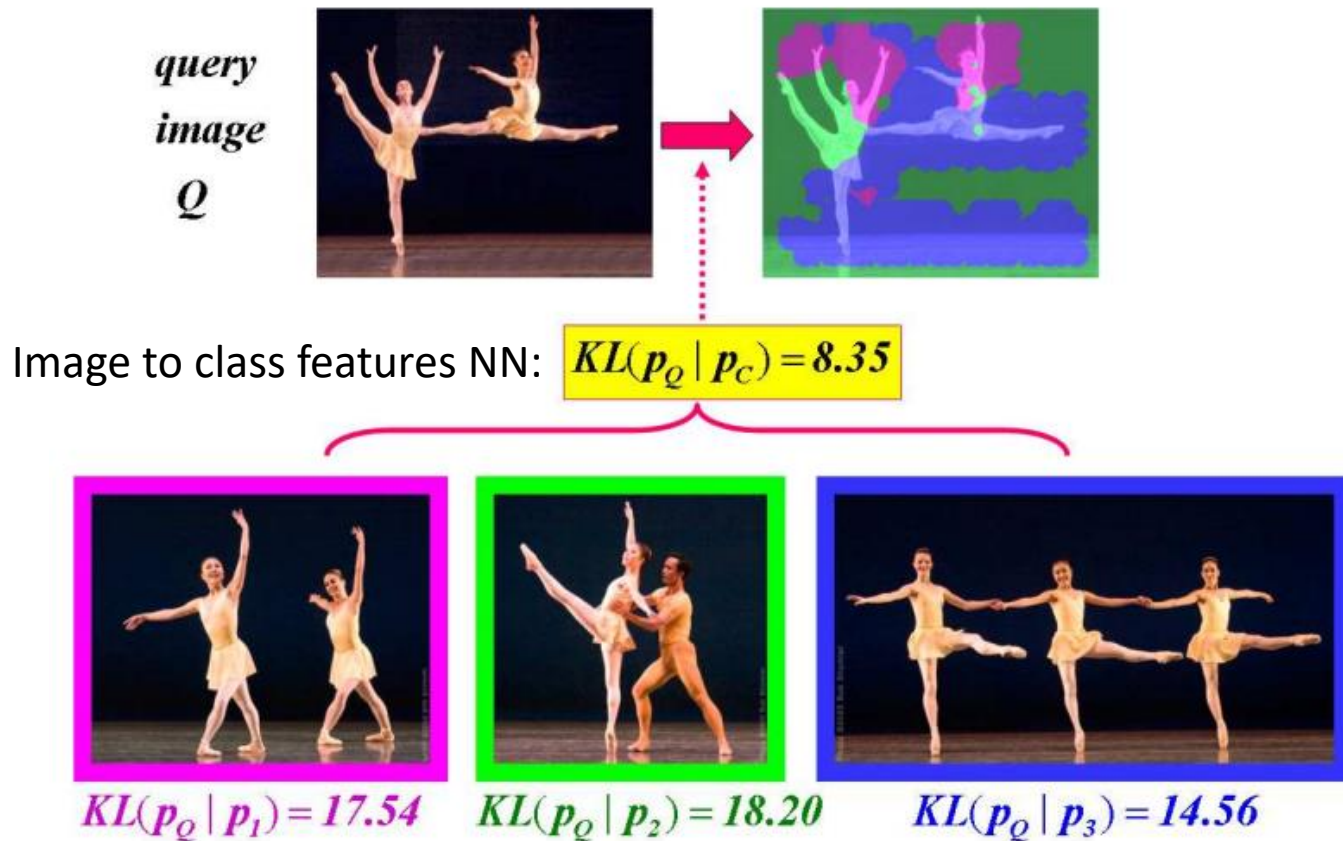 query
image
Q
Image to class features NN: KL(p_Q | p_C) = 8.35
KL(p_Q | p_1) = 17.54
KL(p_Q | p_2) = 18.20
KL(p_Q | p_3) = 14.56